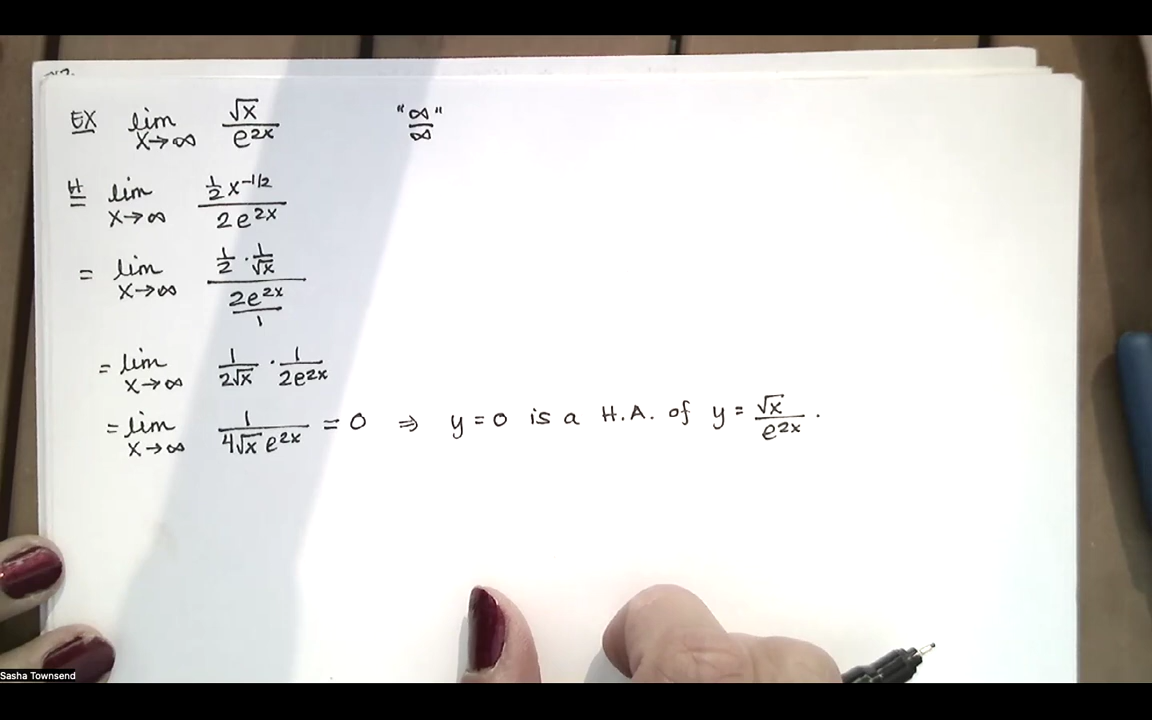 EX lim x→∞ √x / e^2x "∞/∞"
H= lim x→∞ ½ x^-1/2 / 2e^2x
= lim x→∞ ½ · 1/√x / 2e^2x/1
= lim x→∞ 1/2√x · 1/2e^2x
= lim x→∞ 1/4√x e^2x = 0 ⇒ y = 0 is a H.A. of y = √x / e^2x .
Sasha Townsend